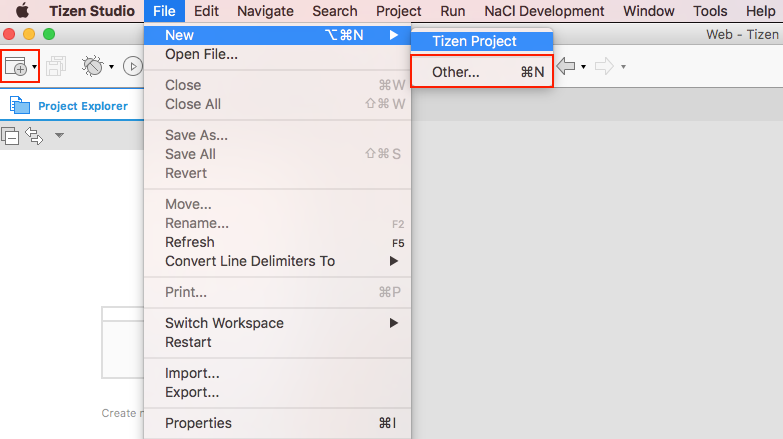 Tizen Studio File Edit Navigate Search Project Run NaCl Development Window Tools Help
Web - Tizen
New ⌥⌘N ▶
Tizen Project
Open File...
Other... ⌘N
Close ⌘W
Close All ⇧⌘W
Project Explorer
Save As...
Save All ⇧⌘S
Revert
Move...
Rename... F2
Refresh F5
Convert Line Delimiters To ▶
Print... ⌘P
Switch Workspace ▶
Restart
Import...
Export...
Create
Properties ⌘I